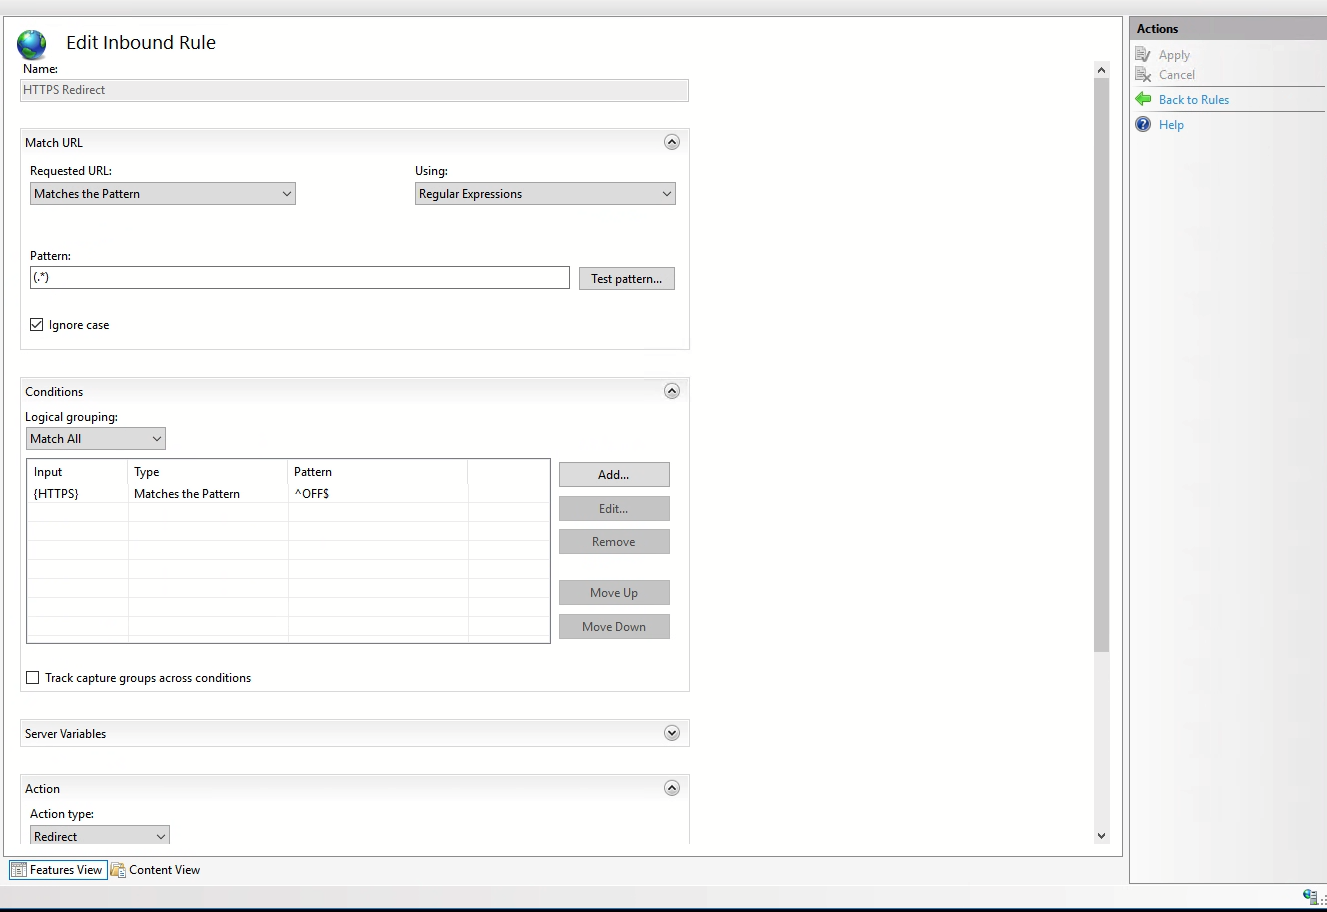 Edit Inbound Rule
Name:
HTTPS Redirect
Match URL
Requested URL:
Using:
Matches the Pattern
Regular Expressions
Pattern:
(.*)
Test pattern...
Ignore case
Conditions
Logical grouping:
Match All
Input Type Pattern
{HTTPS} Matches the Pattern ^OFF$
Add...
Edit...
Remove
Move Up
Move Down
Track capture groups across conditions
Server Variables
Action
Action type:
Redirect
Features View Content View
Actions
Apply
Cancel
Back to Rules
Help